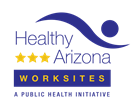 Healthy
Arizona
WORKSITES
A PUBLIC HEALTH INITIATIVE